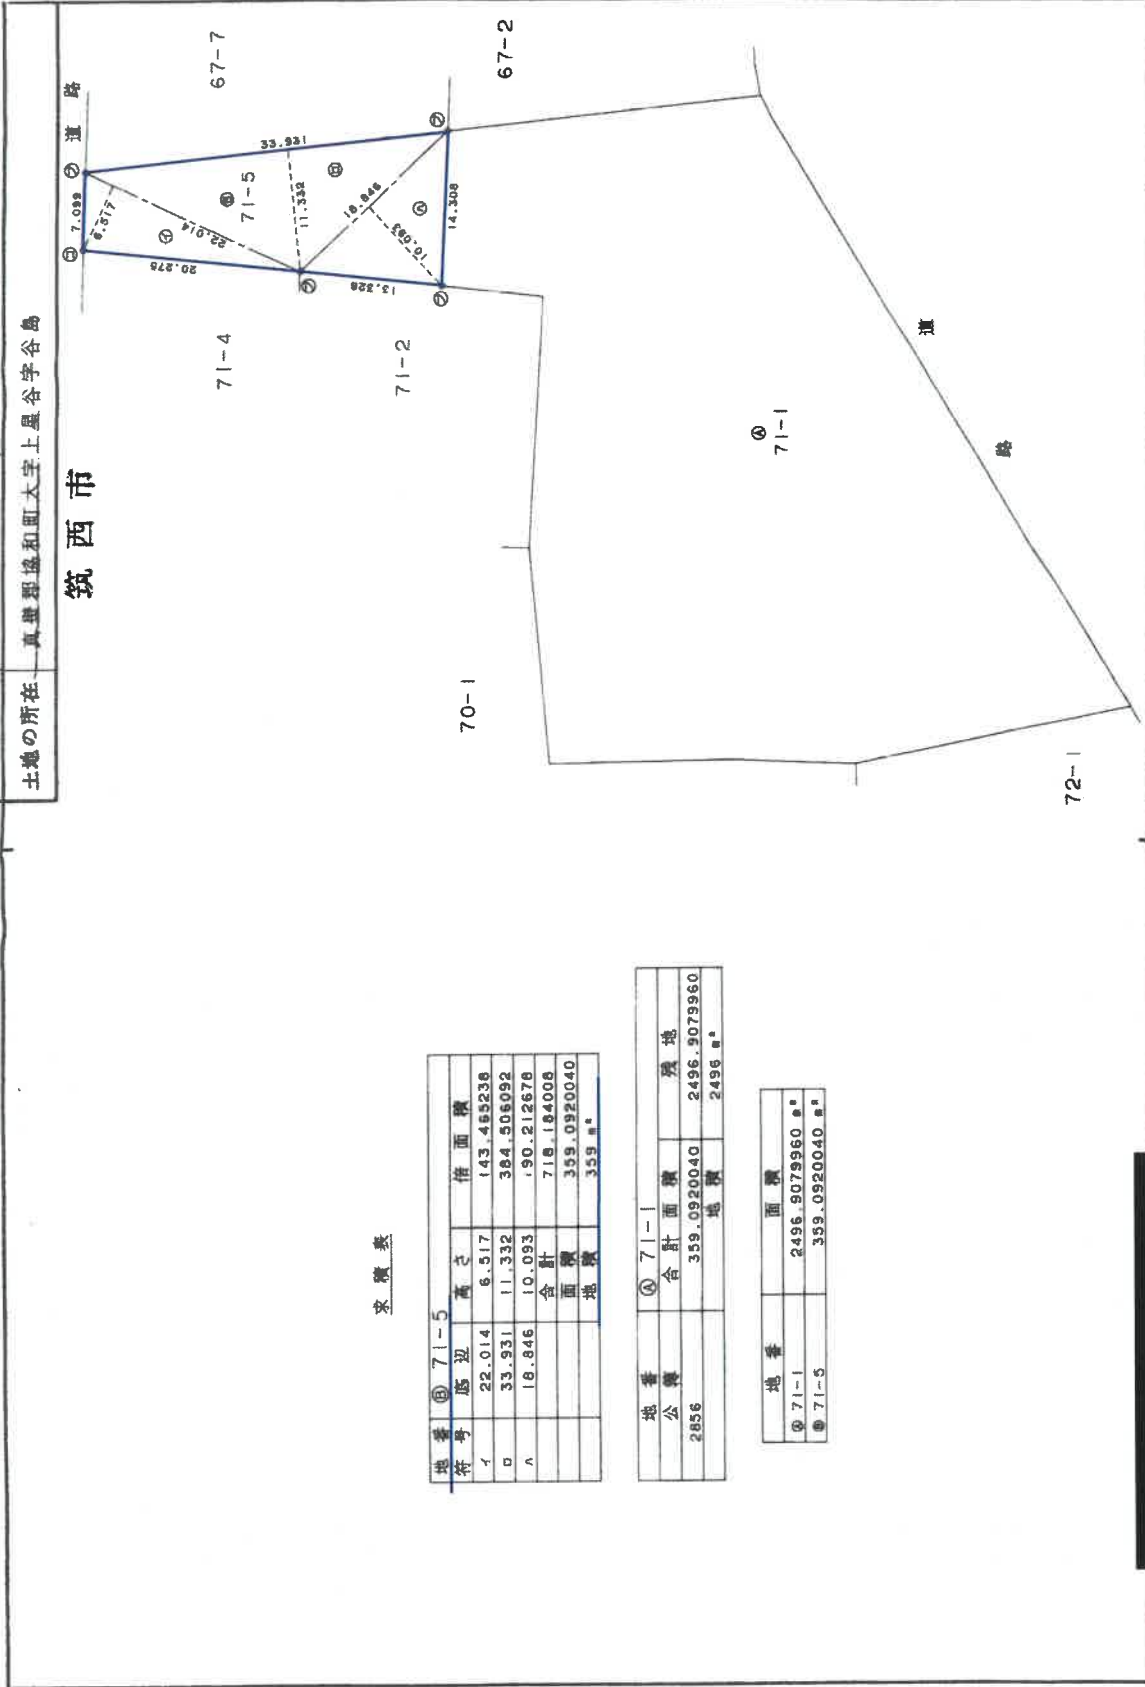 土地の所在 真壁郡協和町大字上星谷字谷島
筑西市
道路
67-7
67-2
7.099
6.517
22.014
20.275
33.931
11.332
18.846
10.093
13.328
14.308
㋑
㋺
㋩
Ⓑ
71-5
71-4
71-2
70-1
Ⓐ
71-1
72-1
道
路
求積表
地番 Ⓑ 71-5
符号 底辺 高さ 倍面積
イ 22.014 6.517 143.465238
ロ 33.931 11.332 384.506092
ハ 18.846 10.093 190.212678
合計 718.184008
面積 359.0920040
地積 359 m²
地番 Ⓐ 71-1
公簿 合計面積 残地
2856 359.0920040 2496.9079960
地積 2496 m²
地番 面積
Ⓐ 71-1 2496.9079960 m²
Ⓑ 71-5 359.0920040 m²